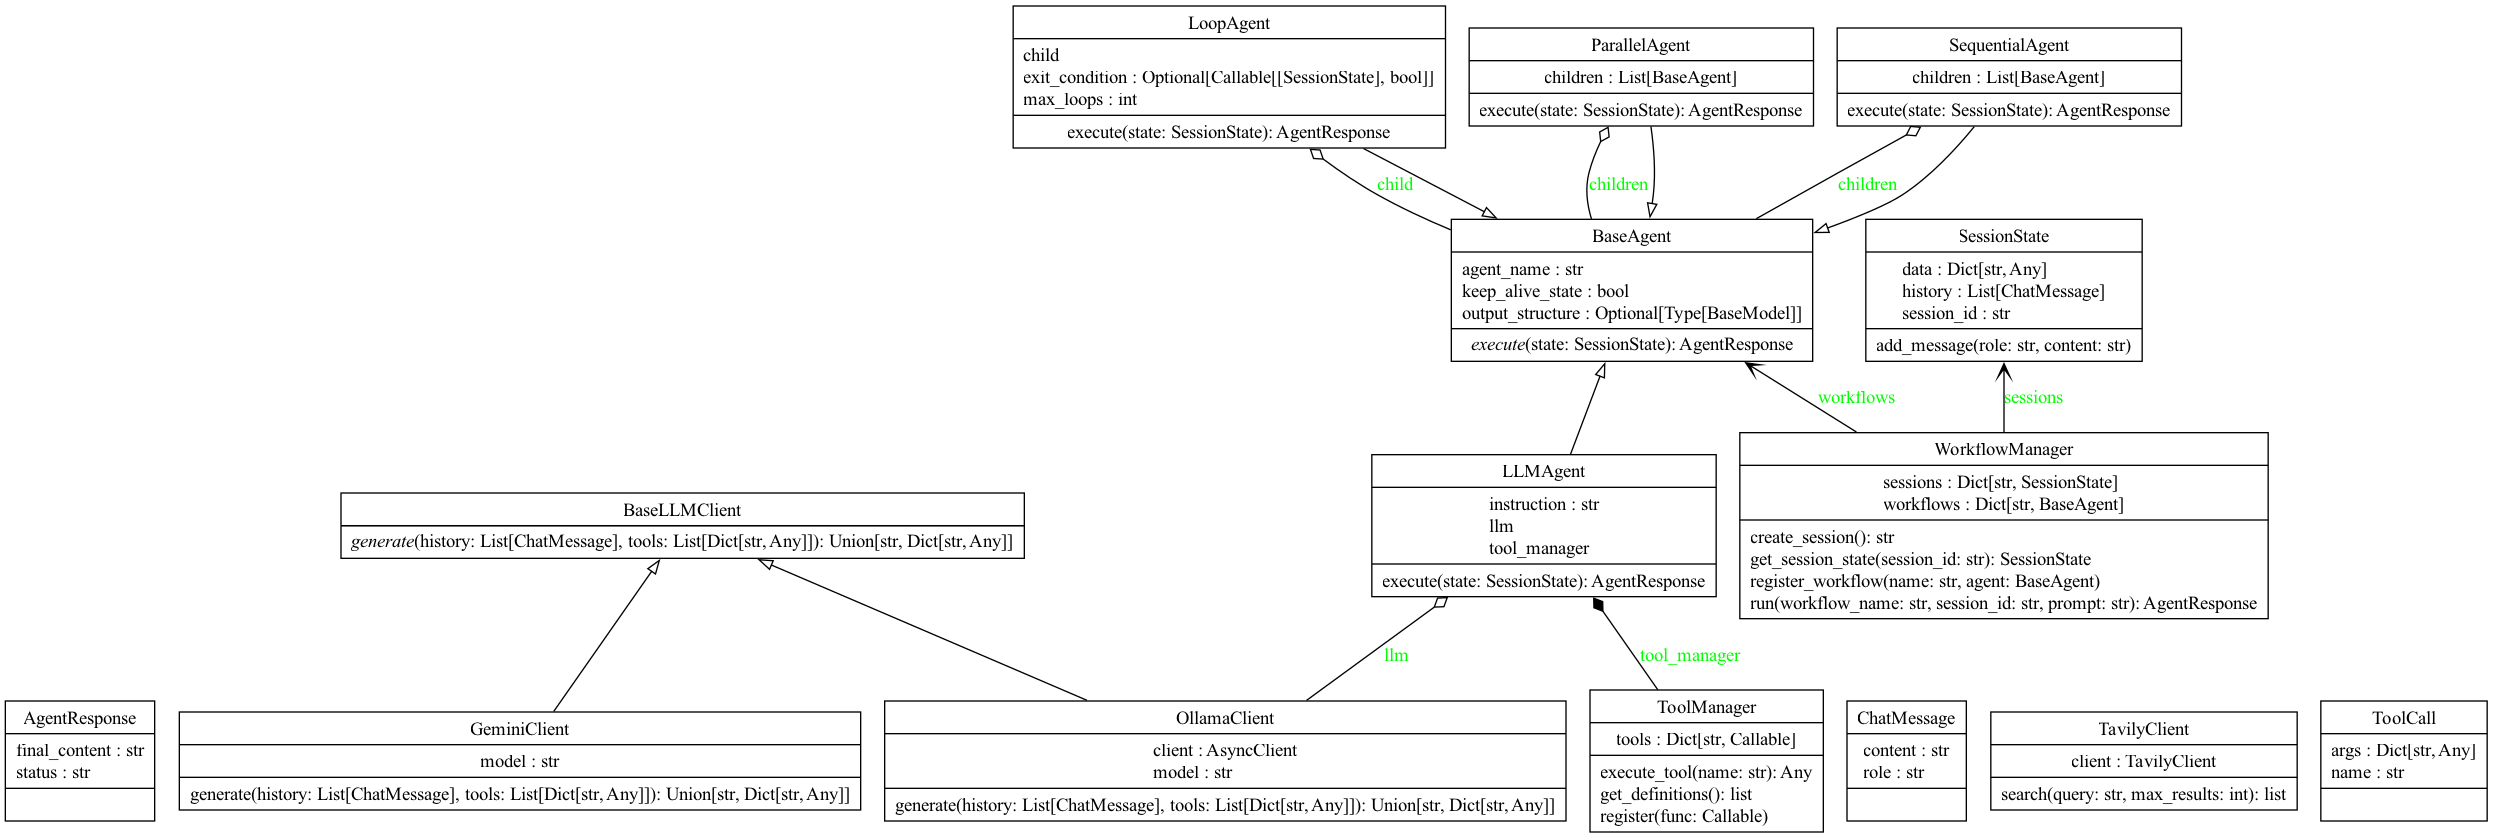 LoopAgent
child
exit_condition : Optional[Callable[[SessionState], bool]]
max_loops : int
execute(state: SessionState): AgentResponse
ParallelAgent
children : List[BaseAgent]
execute(state: SessionState): AgentResponse
SequentialAgent
children : List[BaseAgent]
execute(state: SessionState): AgentResponse
child
children
children
BaseAgent
agent_name : str
keep_alive_state : bool
output_structure : Optional[Type[BaseModel]]
execute(state: SessionState): AgentResponse
SessionState
data : Dict[str, Any]
history : List[ChatMessage]
session_id : str
add_message(role: str, content: str)
workflows
sessions
BaseLLMClient
generate(history: List[ChatMessage], tools: List[Dict[str, Any]]): Union[str, Dict[str, Any]]
LLMAgent
instruction : str
llm
tool_manager
execute(state: SessionState): AgentResponse
WorkflowManager
sessions : Dict[str, SessionState]
workflows : Dict[str, BaseAgent]
create_session(): str
get_session_state(session_id: str): SessionState
register_workflow(name: str, agent: BaseAgent)
run(workflow_name: str, session_id: str, prompt: str): AgentResponse
llm
tool_manager
AgentResponse
final_content : str
status : str
GeminiClient
model : str
generate(history: List[ChatMessage], tools: List[Dict[str, Any]]): Union[str, Dict[str, Any]]
OllamaClient
client : AsyncClient
model : str
generate(history: List[ChatMessage], tools: List[Dict[str, Any]]): Union[str, Dict[str, Any]]
ToolManager
tools : Dict[str, Callable]
execute_tool(name: str): Any
get_definitions(): list
register(func: Callable)
ChatMessage
content : str
role : str
TavilyClient
client : TavilyClient
search(query: str, max_results: int): list
ToolCall
args : Dict[str, Any]
name : str